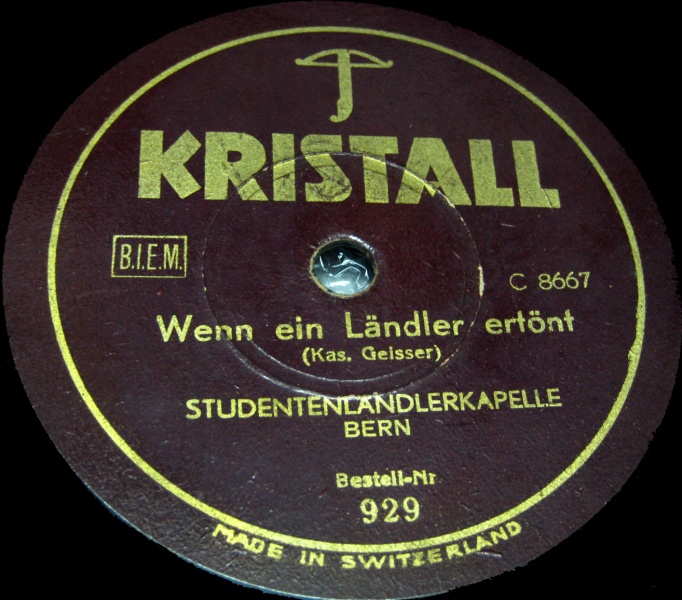 KRISTALL
B.I.E.M.
C 8667
Wenn ein Ländler ertönt
(Kas. Geisser)
STUDENTENLÄNDLERKAPELLE
BERN
Bestell-Nr
929
MADE IN SWITZERLAND